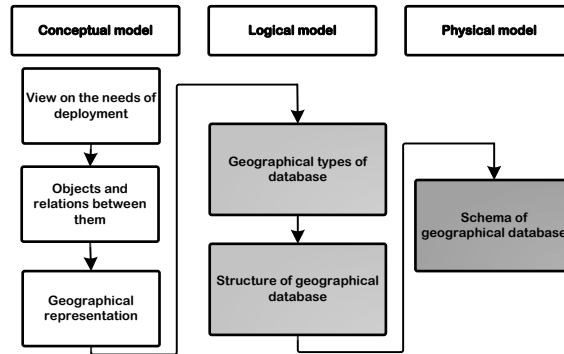 Conceptual model
Logical model
Physical model
View on the needs of
deployment
Objects and
relations between
them
Geographical
representation
Geographical types of
database
Structure of geographical
database
Schema of
geographical database